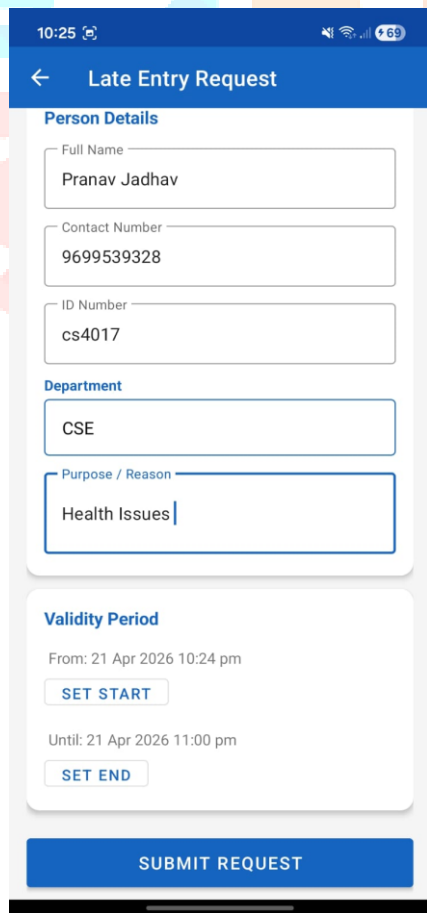 10:25
69
Late Entry Request
Person Details
Full Name
Pranav Jadhav
Contact Number
9699539328
ID Number
cs4017
Department
CSE
Purpose / Reason
Health Issues
Validity Period
From: 21 Apr 2026 10:24 pm
SET START
Until: 21 Apr 2026 11:00 pm
SET END
SUBMIT REQUEST